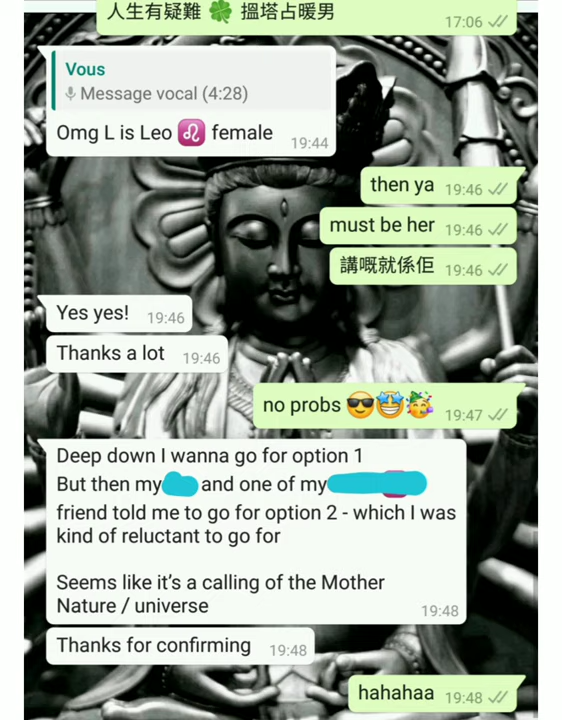 人生有疑難 🍀 搵塔占暖男
17:06
Vous
Message vocal (4:28)
Omg L is Leo ♌ female
19:44
then ya 19:46
must be her 19:46
講嘅就係佢 19:46
Yes yes! 19:46
Thanks a lot 19:46
no probs 😎🤩🥳 19:47
Deep down I wanna go for option 1
But then my and one of my
friend told me to go for option 2 - which I was
kind of reluctant to go for
Seems like it's a calling of the Mother
Nature / universe
19:48
Thanks for confirming 19:48
hahahaa 19:48